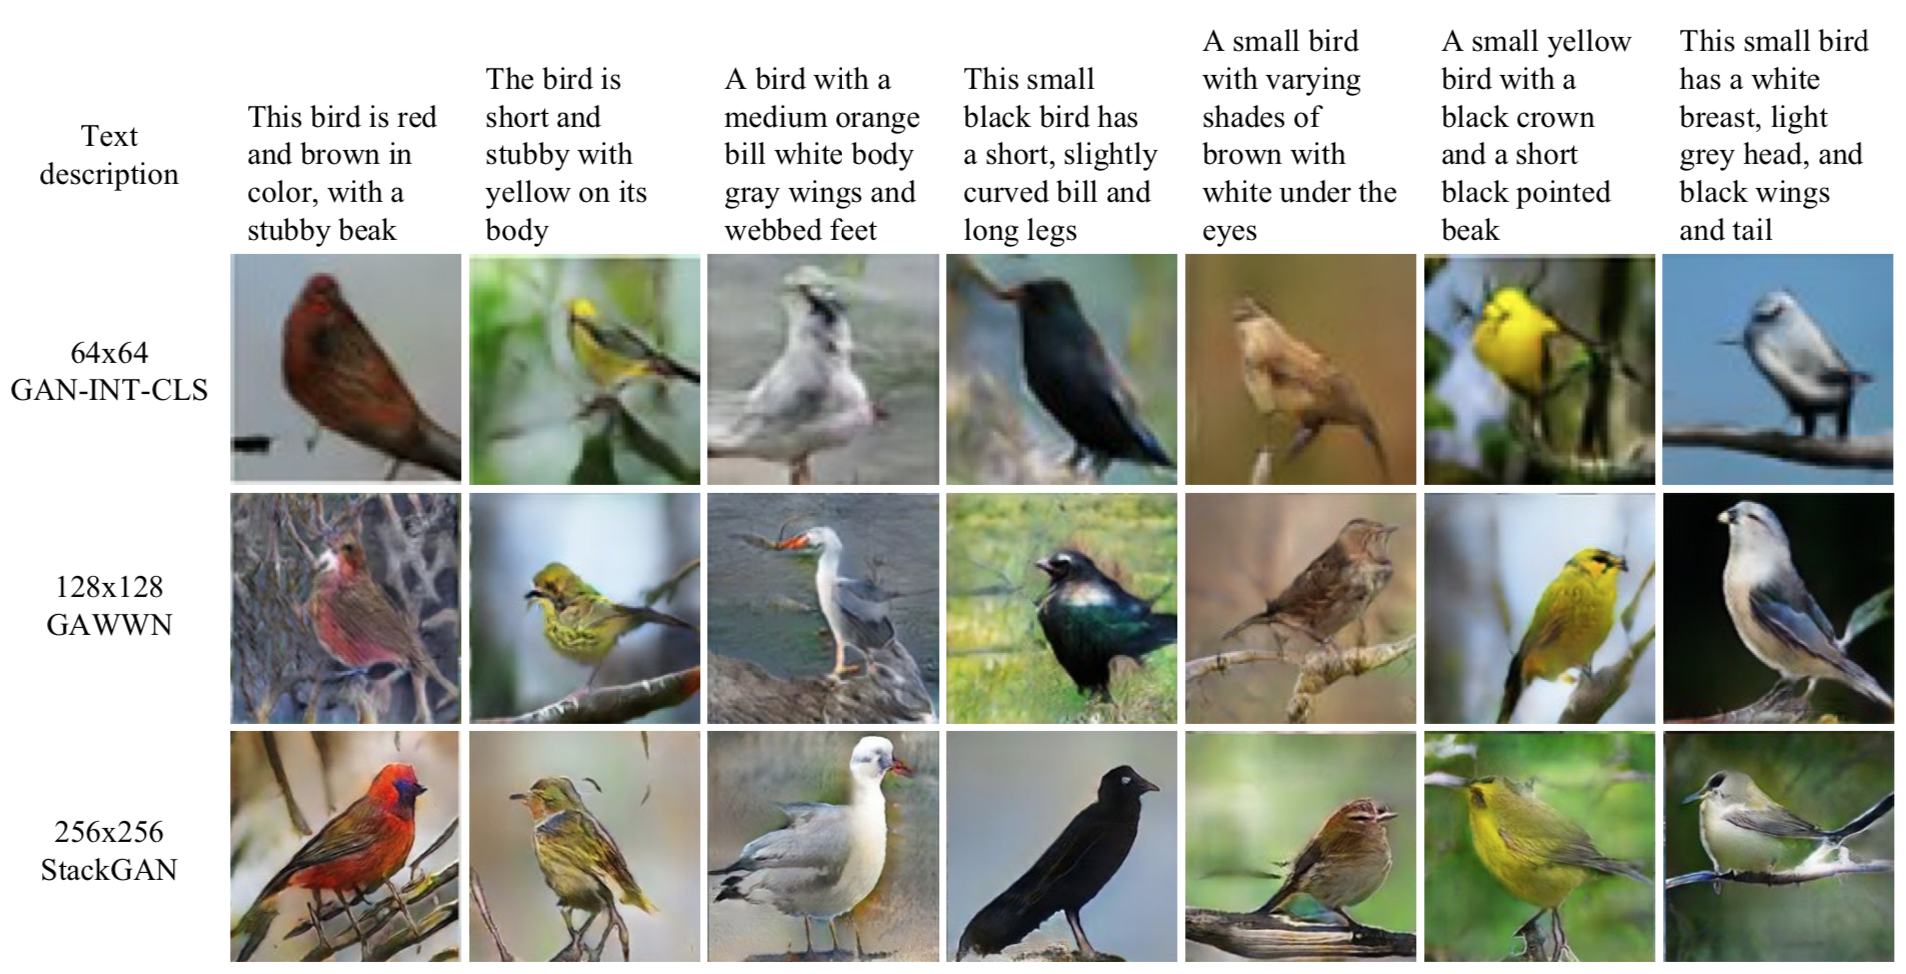 Text
description
This bird is red
and brown in
color, with a
stubby beak
The bird is
short and
stubby with
yellow on its
body
A bird with a
medium orange
bill white body
gray wings and
webbed feet
This small
black bird has
a short, slightly
curved bill and
long legs
A small bird
with varying
shades of
brown with
white under the
eyes
A small yellow
bird with a
black crown
and a short
black pointed
beak
This small bird
has a white
breast, light
grey head, and
black wings
and tail
64x64
GAN-INT-CLS
128x128
GAWWN
256x256
StackGAN